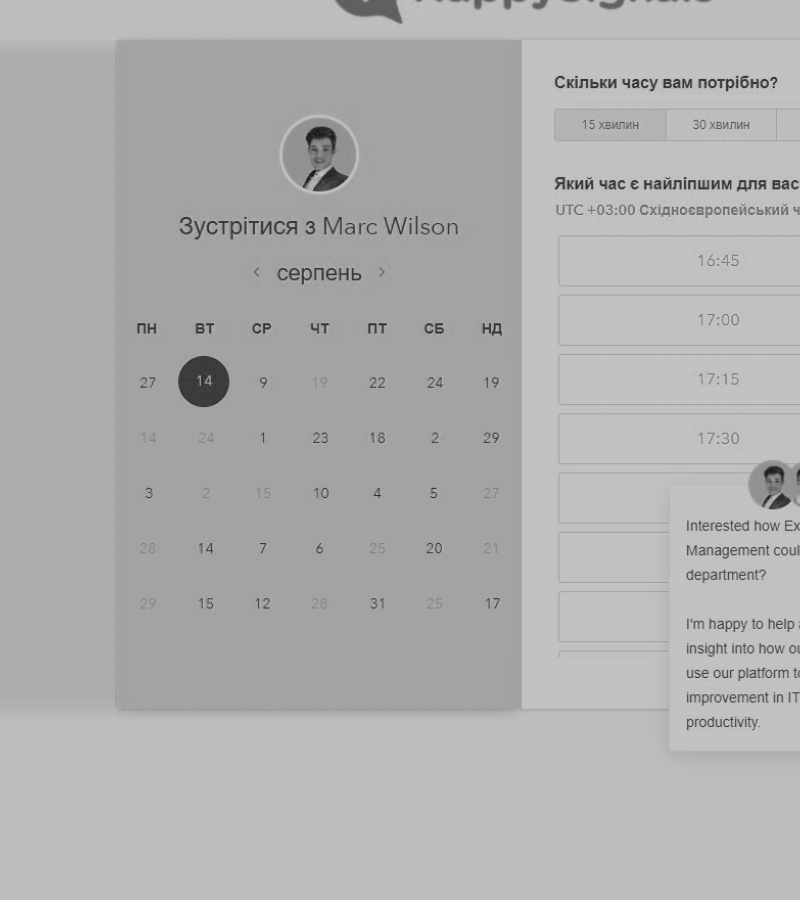 HappySignals
Зустрітися з Marc Wilson
серпень
ПН ВТ СР ЧТ ПТ СБ НД
27 14 9 19 22 24 19
14 24 1 23 18 2 29
3 2 15 10 4 5 27
28 14 7 6 25 20 21
29 15 12 28 31 25 17
Скільки часу вам потрібно?
15 хвилин 30 хвилин
Який час є найліпшим для вас
UTC +03:00 Східноєвропейський ч
16:45
17:00
17:15
17:30
Interested how Ex
Management coul
department?
I'm happy to help a
insight into how ou
use our platform to
improvement in IT
productivity.